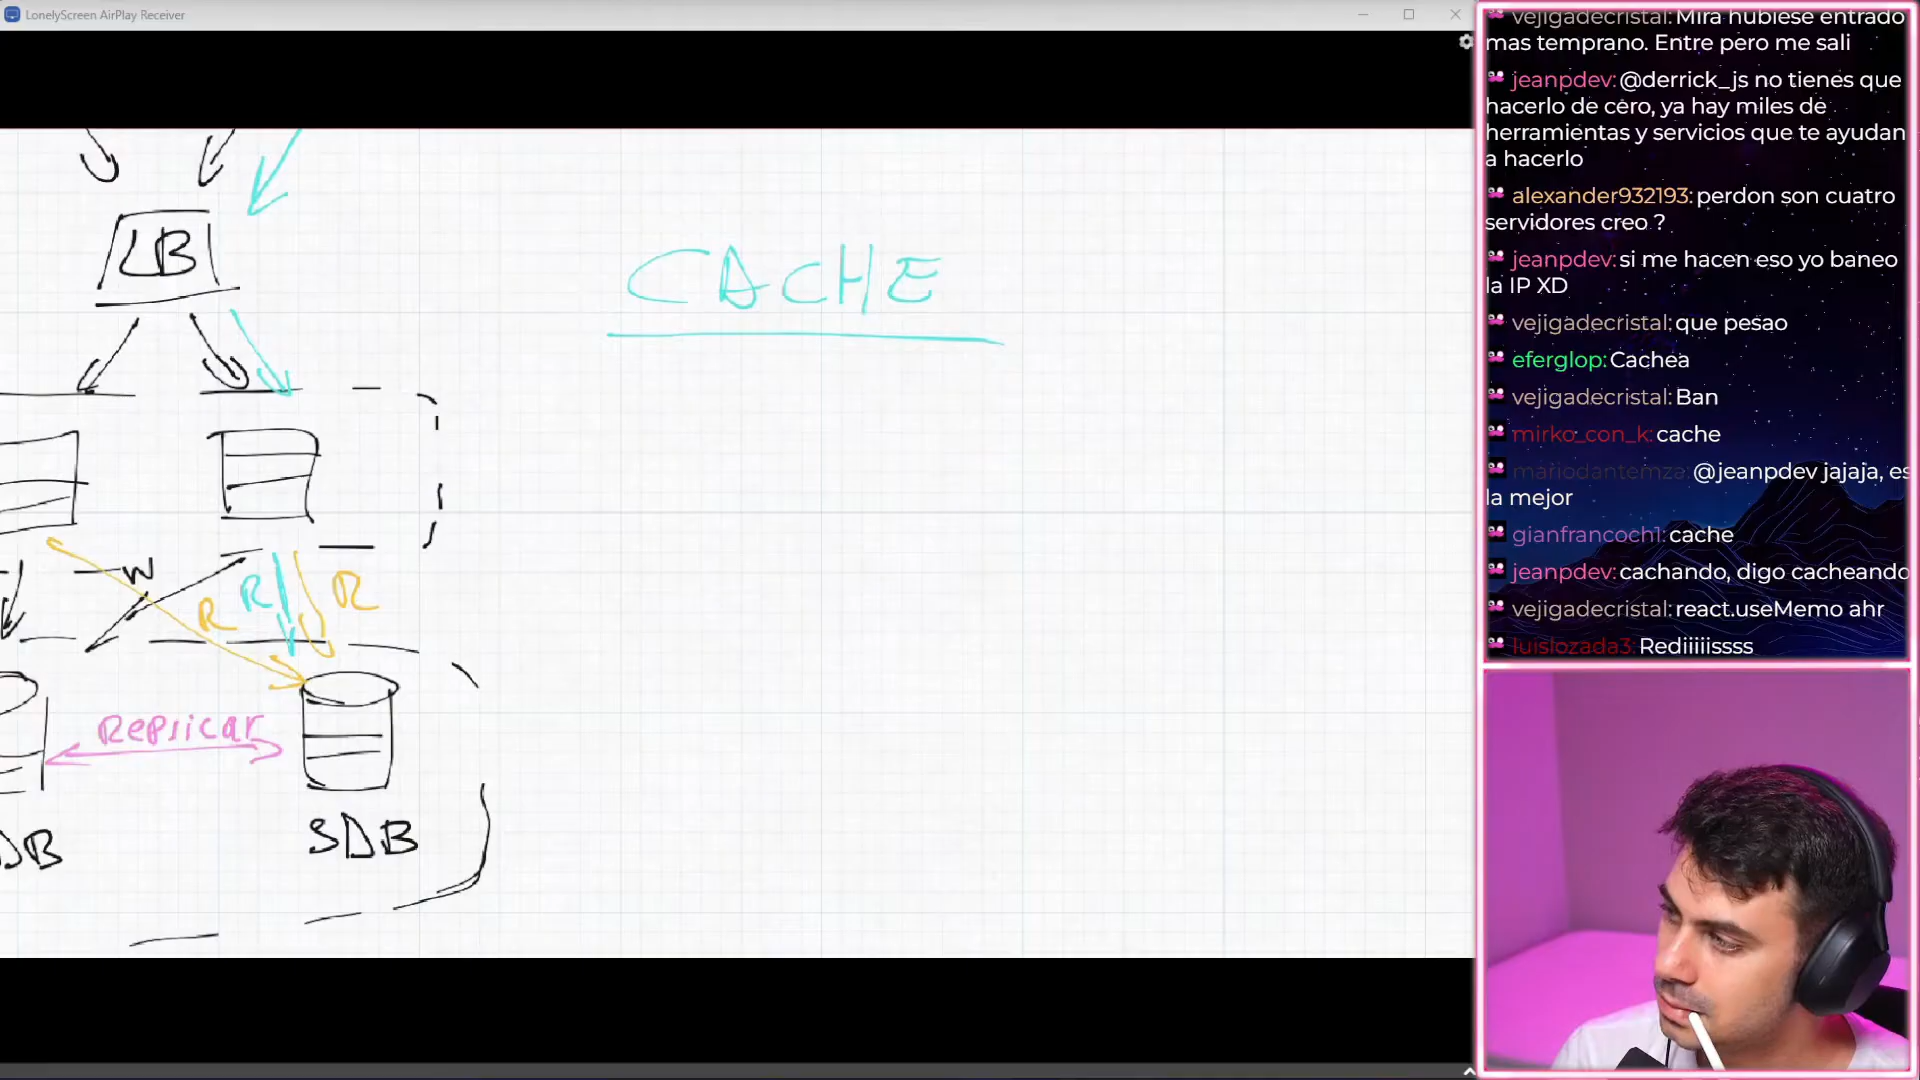 LonelyScreen AirPlay Receiver
LB
CACHE
W
R
R
R
Replicar
DB
SDB
vejigadecristal: Mira hubiese entrado
mas temprano. Entre pero me sali
jeanpdev: @derrick_js no tienes que
hacerlo de cero, ya hay miles de
herramientas y servicios que te ayudan
a hacerlo
alexander932193: perdon son cuatro
servidores creo ?
jeanpdev: si me hacen eso yo baneo
la IP XD
vejigadecristal: que pesao
eferglop: Cachea
vejigadecristal: Ban
mirko_con_k: cache
mariodantemza: @jeanpdev jajaja, es
la mejor
gianfrancoch1: cache
jeanpdev: cachando, digo cacheando
vejigadecristal: react.useMemo ahr
luislozada3: Rediiiiissss